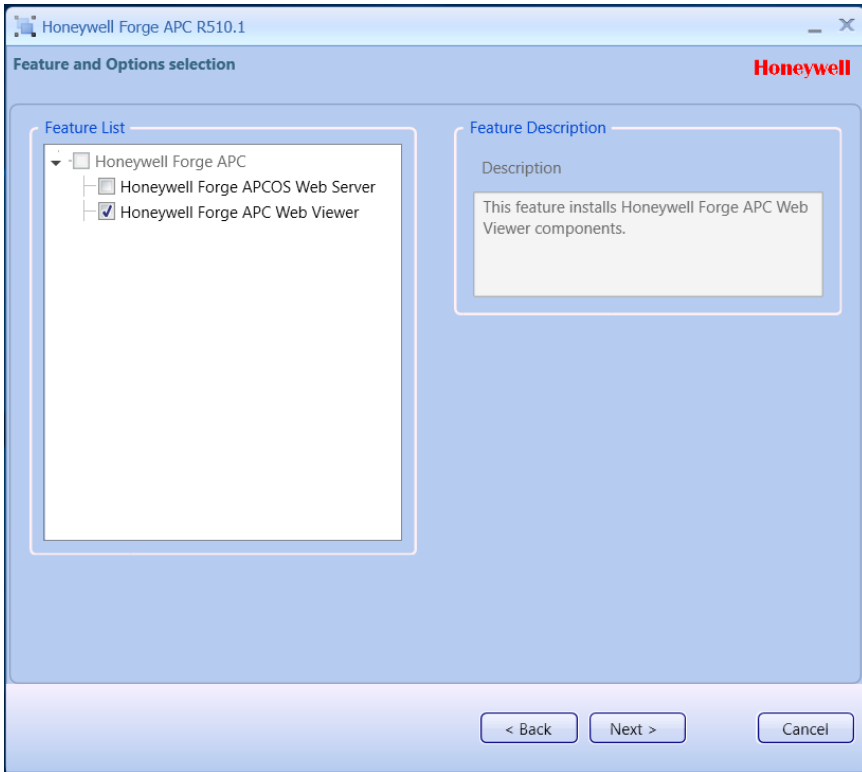 Honeywell Forge APC R510.1
Feature and Options selection
Honeywell
Feature List
Honeywell Forge APC
Honeywell Forge APCOS Web Server
Honeywell Forge APC Web Viewer
Feature Description
Description
This feature installs Honeywell Forge APC Web
Viewer components.
< Back
Next >
Cancel